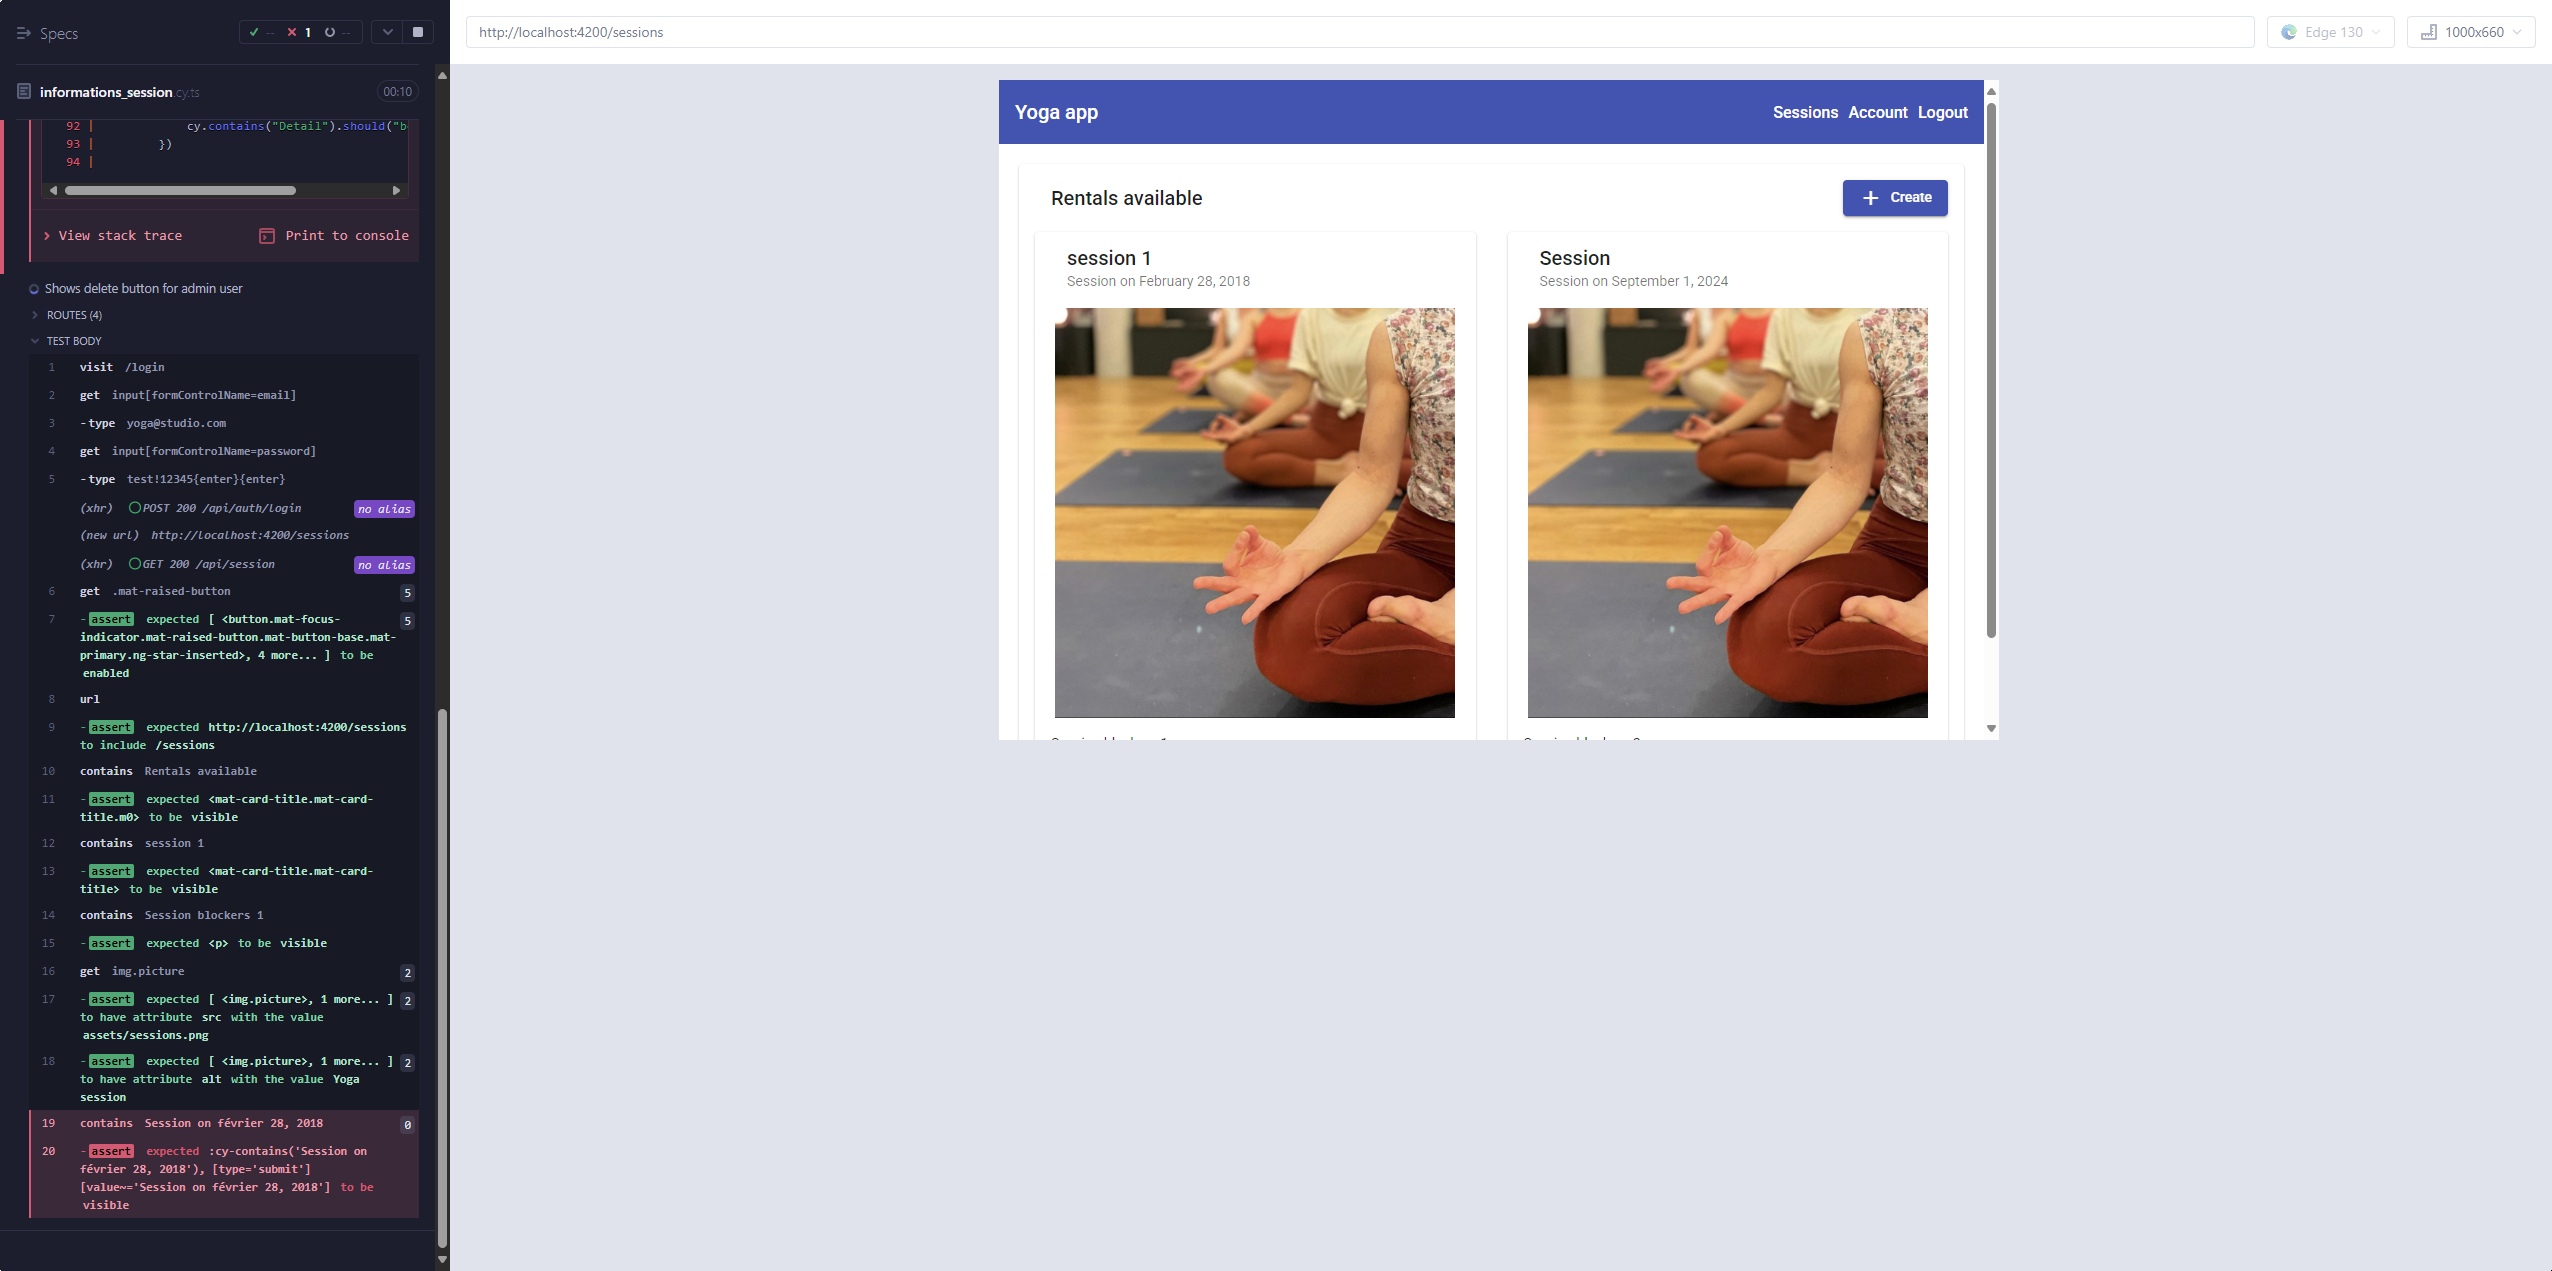 Specs
-- 1 --
informations_session.cy.ts 00:10
92 | cy.contains("Detail").should("b
93 | })
94 |
View stack trace
Print to console
Shows delete button for admin user
ROUTES (4)
TEST BODY
1 visit /login
2 get input[formControlName=email]
3 -type yoga@studio.com
4 get input[formControlName=password]
5 -type test!12345{enter}{enter}
(xhr) POST 200 /api/auth/login no alias
(new url) http://localhost:4200/sessions
(xhr) GET 200 /api/session no alias
6 get .mat-raised-button 5
7 -assert expected [ <button.mat-focus- 5
indicator.mat-raised-button.mat-button-base.mat-
primary.ng-star-inserted>, 4 more... ] to be
enabled
8 url
9 -assert expected http://localhost:4200/sessions
to include /sessions
10 contains Rentals available
11 -assert expected <mat-card-title.mat-card-
title.m0> to be visible
12 contains session 1
13 -assert expected <mat-card-title.mat-card-
title> to be visible
14 contains Session blockers 1
15 -assert expected <p> to be visible
16 get img.picture 2
17 -assert expected [ <img.picture>, 1 more... ] 2
to have attribute src with the value
assets/sessions.png
18 -assert expected [ <img.picture>, 1 more... ] 2
to have attribute alt with the value Yoga
session
19 contains Session on février 28, 2018 0
20 -assert expected :cy-contains('Session on
février 28, 2018'), [type='submit']
[value~='Session on février 28, 2018'] to be
visible
http://localhost:4200/sessions
Edge 130
1000x660
Yoga app
Sessions Account Logout
Rentals available
Create
session 1
Session on February 28, 2018
Session
Session on September 1, 2024